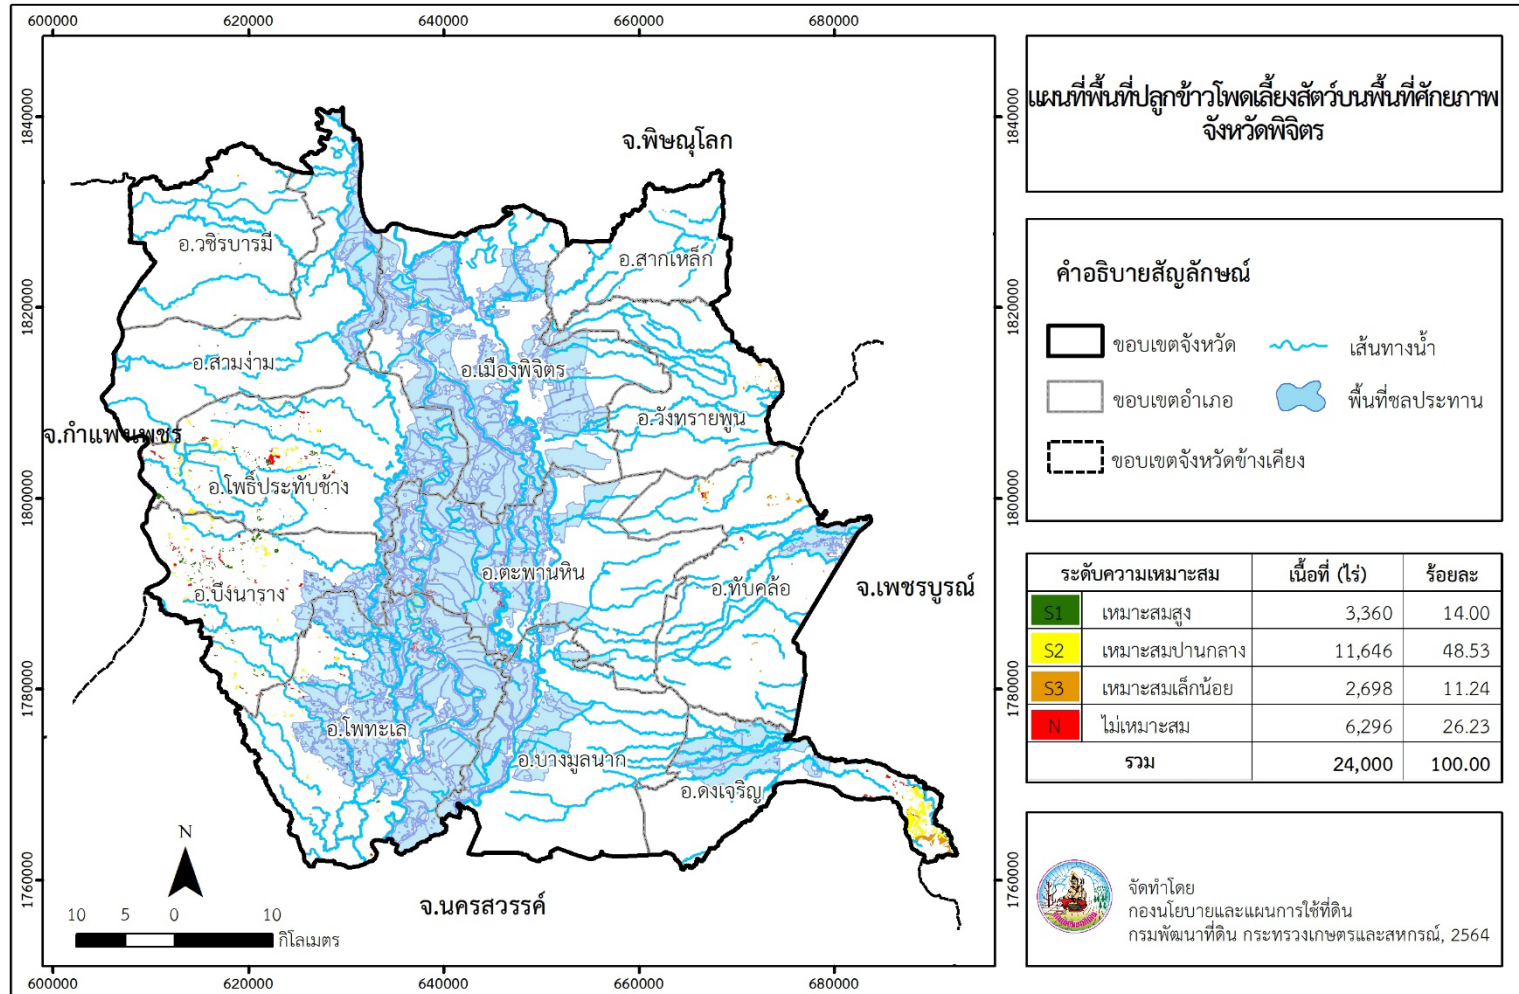 600000 620000 640000 660000 680000
1840000
1820000
1800000
1780000
1760000
1840000
1820000
1800000
1780000
1760000
จ.พิษณุโลก
อ.วชิรบารมี
อ.สากเหล็ก
อ.สามง่าม
อ.เมืองพิจิตร
อ.วังทรายพูน
จ.กำแพงเพชร
อ.โพธิ์ประทับช้าง
อ.ตะพานหิน
อ.บึงนาราง
อ.ทับคล้อ
จ.เพชรบูรณ์
อ.โพทะเล
อ.บางมูลนาก
อ.ดงเจริญ
จ.นครสวรรค์
N
10 5 0 10
กิโลเมตร
600000 620000 640000 660000 680000
แผนที่พื้นที่ปลูกข้าวโพดเลี้ยงสัตว์บนพื้นที่ศักยภาพ
จังหวัดพิจิตร
คำอธิบายสัญลักษณ์
ขอบเขตจังหวัด เส้นทางน้ำ
ขอบเขตอำเภอ พื้นที่ชลประทาน
ขอบเขตจังหวัดข้างเคียง
ระดับความเหมาะสม เนื้อที่ (ไร่) ร้อยละ
S1 เหมาะสมสูง 3,360 14.00
S2 เหมาะสมปานกลาง 11,646 48.53
S3 เหมาะสมเล็กน้อย 2,698 11.24
N ไม่เหมาะสม 6,296 26.23
รวม 24,000 100.00
จัดทำโดย
กองนโยบายและแผนการใช้ที่ดิน
กรมพัฒนาที่ดิน กระทรวงเกษตรและสหกรณ์, 2564